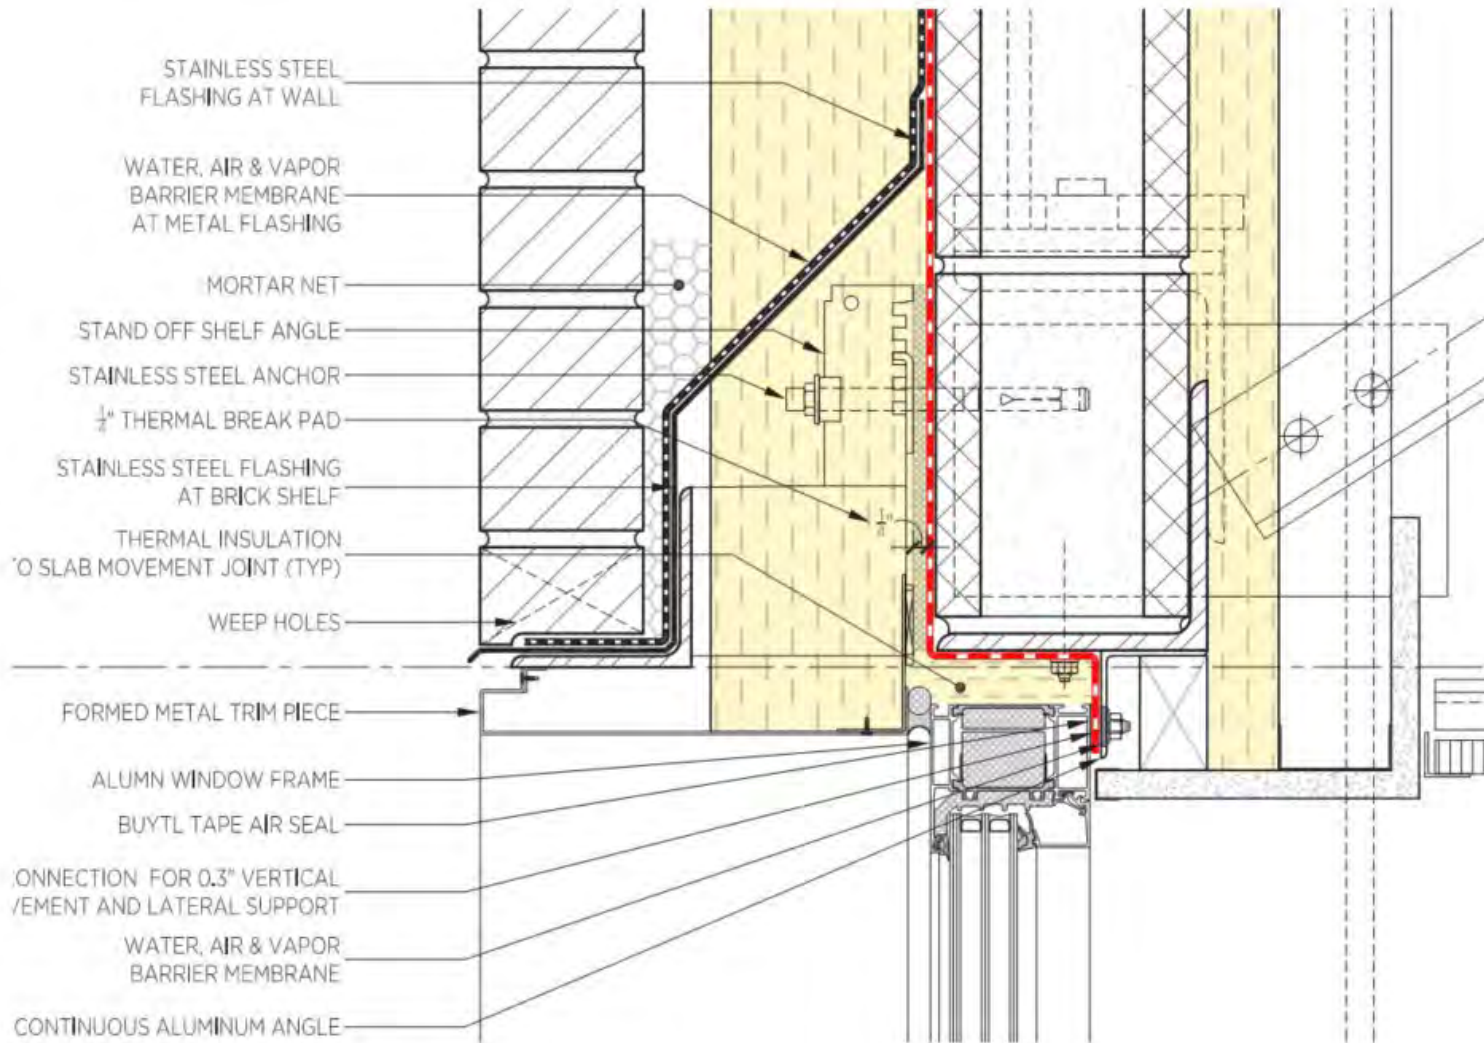 STAINLESS STEEL
FLASHING AT WALL
WATER, AIR & VAPOR
BARRIER MEMBRANE
AT METAL FLASHING
MORTAR NET
STAND OFF SHELF ANGLE
STAINLESS STEEL ANCHOR
½" THERMAL BREAK PAD
STAINLESS STEEL FLASHING
AT BRICK SHELF
THERMAL INSULATION
O SLAB MOVEMENT JOINT (TYP)
WEEP HOLES
FORMED METAL TRIM PIECE
ALUMN WINDOW FRAME
BUYTL TAPE AIR SEAL
ONNECTION FOR 0.3" VERTICAL
EMENT AND LATERAL SUPPORT
WATER, AIR & VAPOR
BARRIER MEMBRANE
CONTINUOUS ALUMINUM ANGLE